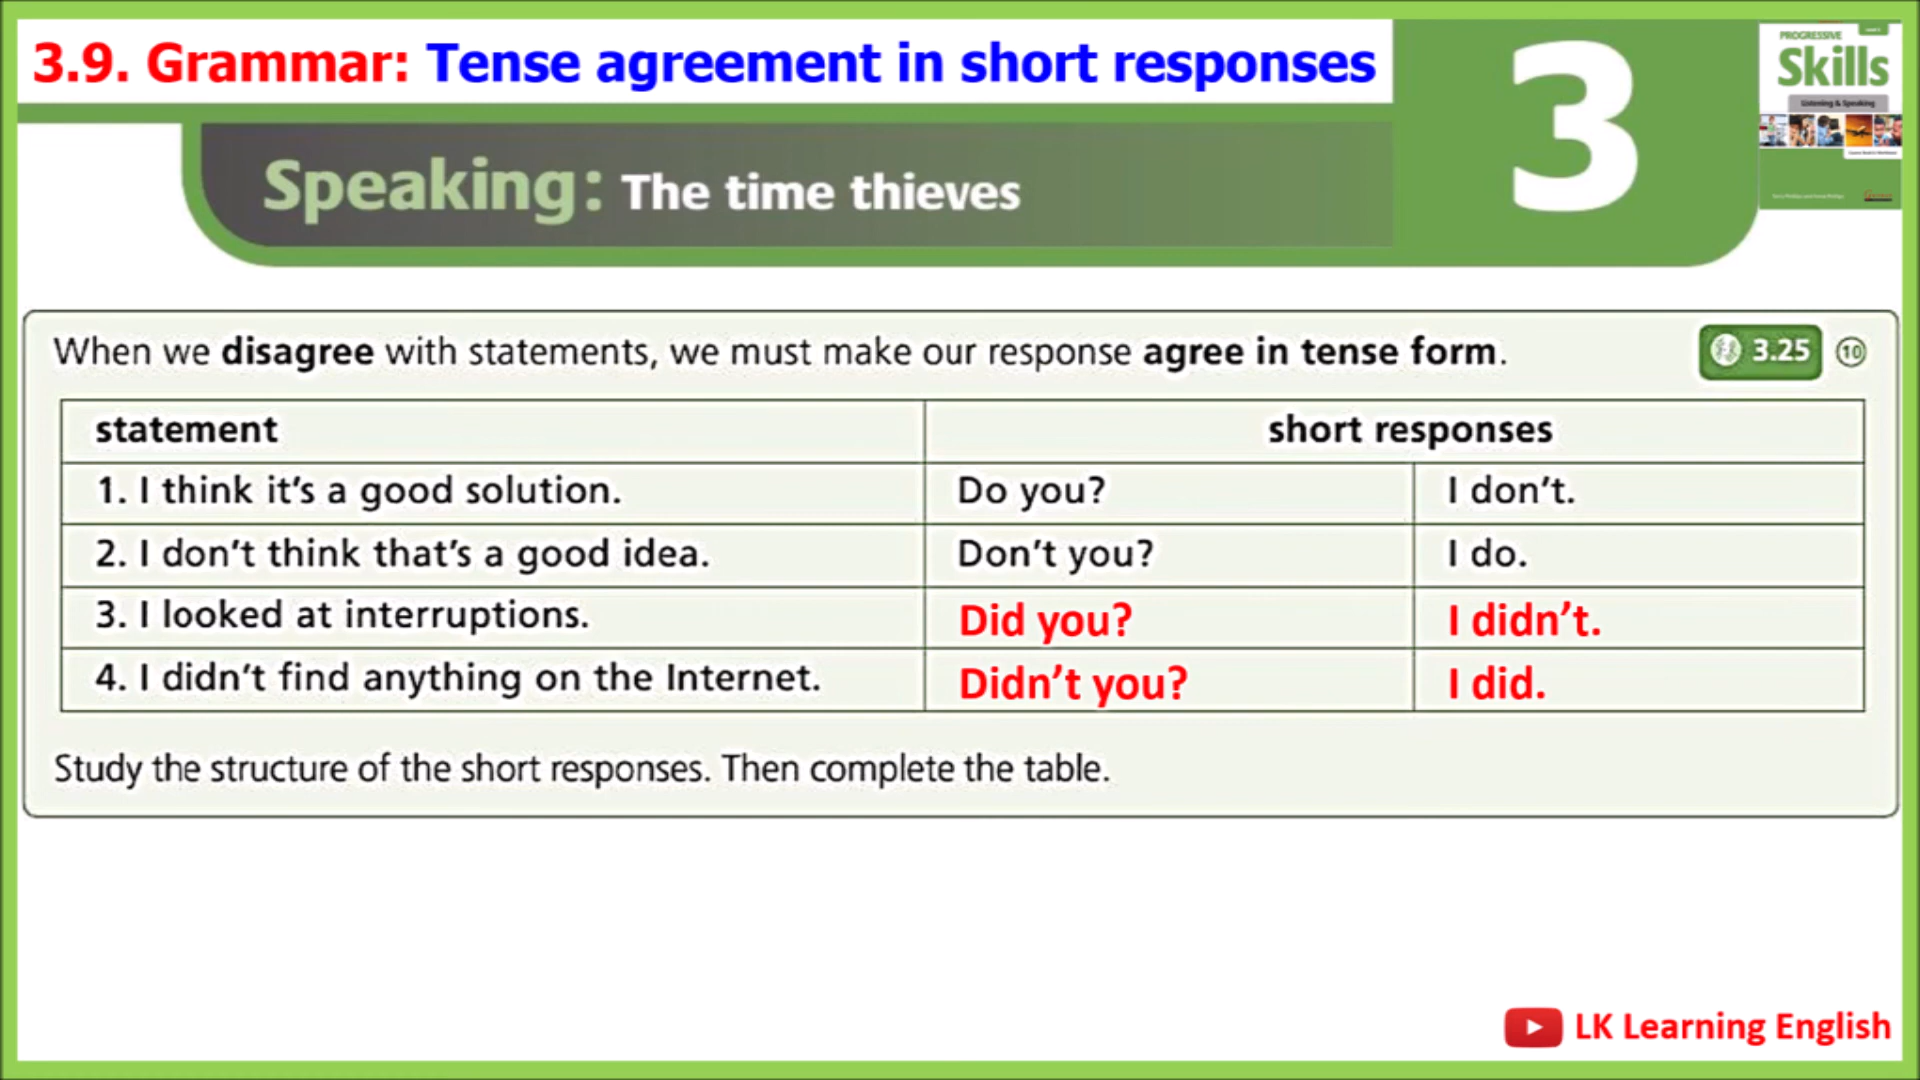 3.9. Grammar: Tense agreement in short responses
3
PROGRESSIVE
Skills
Listening & Speaking
Speaking: The time thieves
When we disagree with statements, we must make our response agree in tense form. 3.25 10
statement short responses
1. I think it's a good solution. Do you? I don't.
2. I don't think that's a good idea. Don't you? I do.
3. I looked at interruptions. Did you? I didn't.
4. I didn't find anything on the Internet. Didn't you? I did.
Study the structure of the short responses. Then complete the table.
LK Learning English